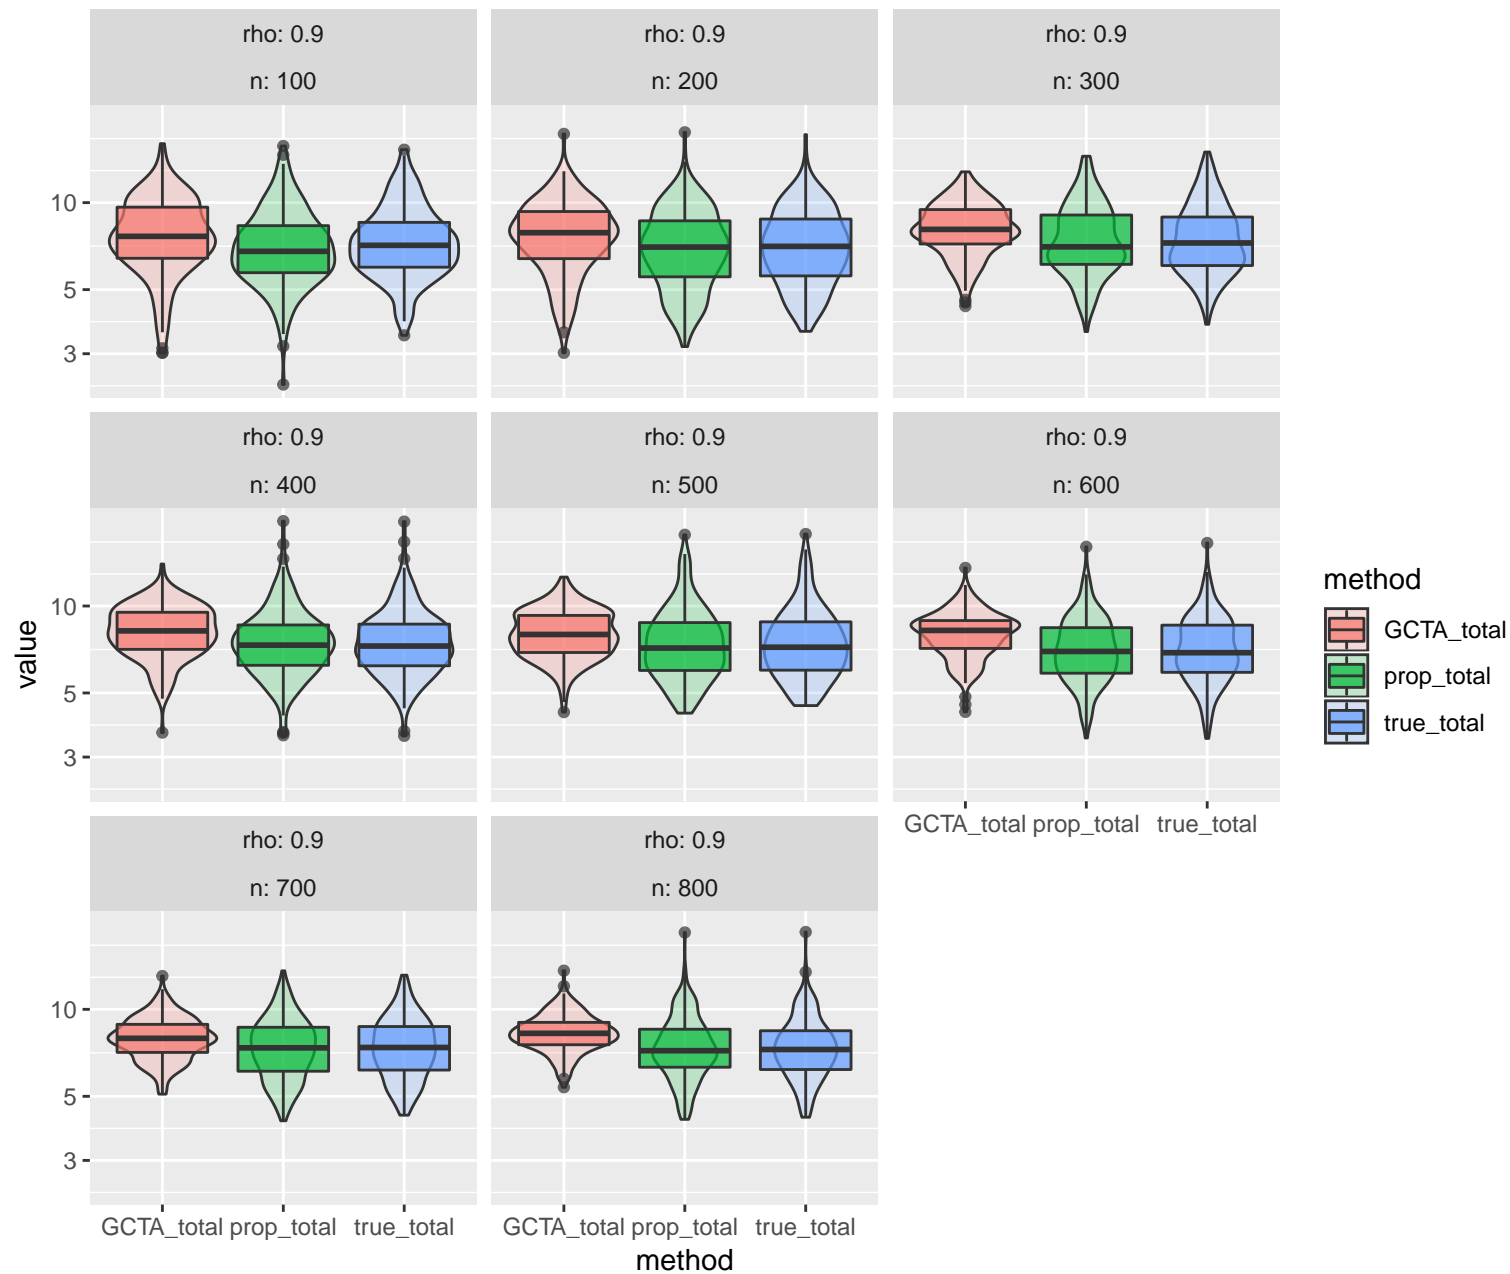 rho: 0.9
n: 100
rho: 0.9
n: 200
rho: 0.9
n: 300
10
5
3
rho: 0.9
n: 400
rho: 0.9
n: 500
rho: 0.9
n: 600
10
5
3
value
GCTA_total prop_total true_total
rho: 0.9
n: 700
rho: 0.9
n: 800
10
5
3
GCTA_total prop_total true_total
GCTA_total prop_total true_total
method
method
GCTA_total
prop_total
true_total